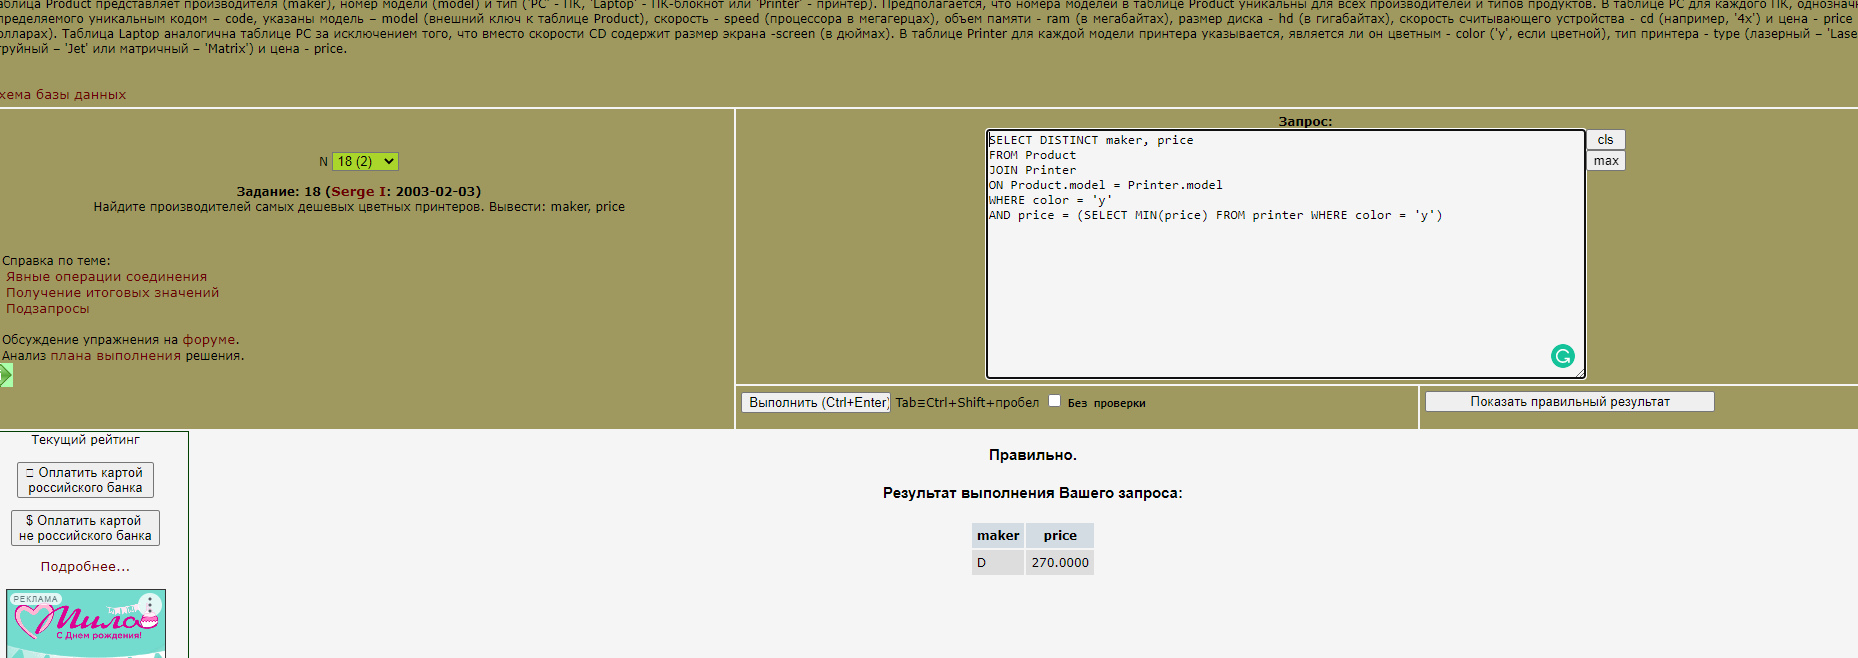 аблица Product представляет производителя (maker), номер модели (model) и тип ('PC' - ПК, 'Laptop' - ПК-блокнот или 'Printer' - принтер). Предполагается, что номера моделей в таблице Product уникальны для всех производителей и типов продуктов. В таблице PC для каждого ПК, однозначн
пределяемого уникальным кодом – code, указаны модель – model (внешний ключ к таблице Product), скорость - speed (процессора в мегагерцах), объем памяти - ram (в мегабайтах), размер диска - hd (в гигабайтах), скорость считывающего устройства - cd (например, '4x') и цена - price
олларах). Таблица Laptop аналогична таблице РС за исключением того, что вместо скорости CD содержит размер экрана -screen (в дюймах). В таблице Printer для каждой модели принтера указывается, является ли он цветным - color ('y', если цветной), тип принтера - type (лазерный – 'Lase
груйный – 'Jet' или матричный – 'Matrix') и цена - price.
хема базы данных
N 18 (2)
Задание: 18 (Serge I: 2003-02-03)
Найдите производителей самых дешевых цветных принтеров. Вывести: maker, price
Справка по теме:
Явные операции соединения
Получение итоговых значений
Подзапросы
Обсуждение упражнения на форуме.
Анализ плана выполнения решения.
Запрос:
SELECT DISTINCT maker, price
FROM Product
JOIN Printer
ON Product.model = Printer.model
WHERE color = 'y'
AND price = (SELECT MIN(price) FROM printer WHERE color = 'y')
cls
max
Выполнить (Ctrl+Enter) Tab≡Ctrl+Shift+пробел Без проверки
Показать правильный результат
Текущий рейтинг
Оплатить картой
российского банка
$ Оплатить картой
не российского банка
Подробнее...
РЕКЛАМА
Мило
С Днем рождения!
Правильно.
Результат выполнения Вашего запроса:
maker price
D 270.0000